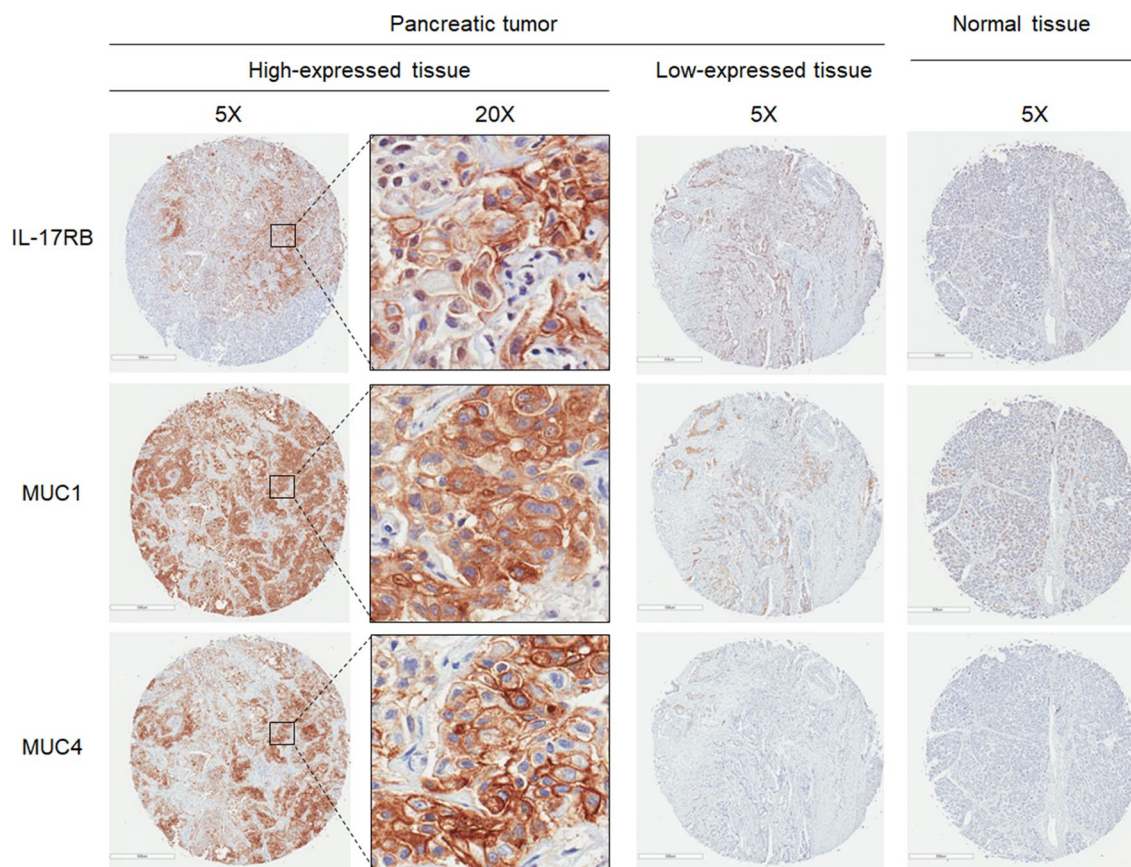 Pancreatic tumor
Normal tissue
High-expressed tissue
Low-expressed tissue
5X
20X
5X
5X
IL-17RB
MUC1
MUC4